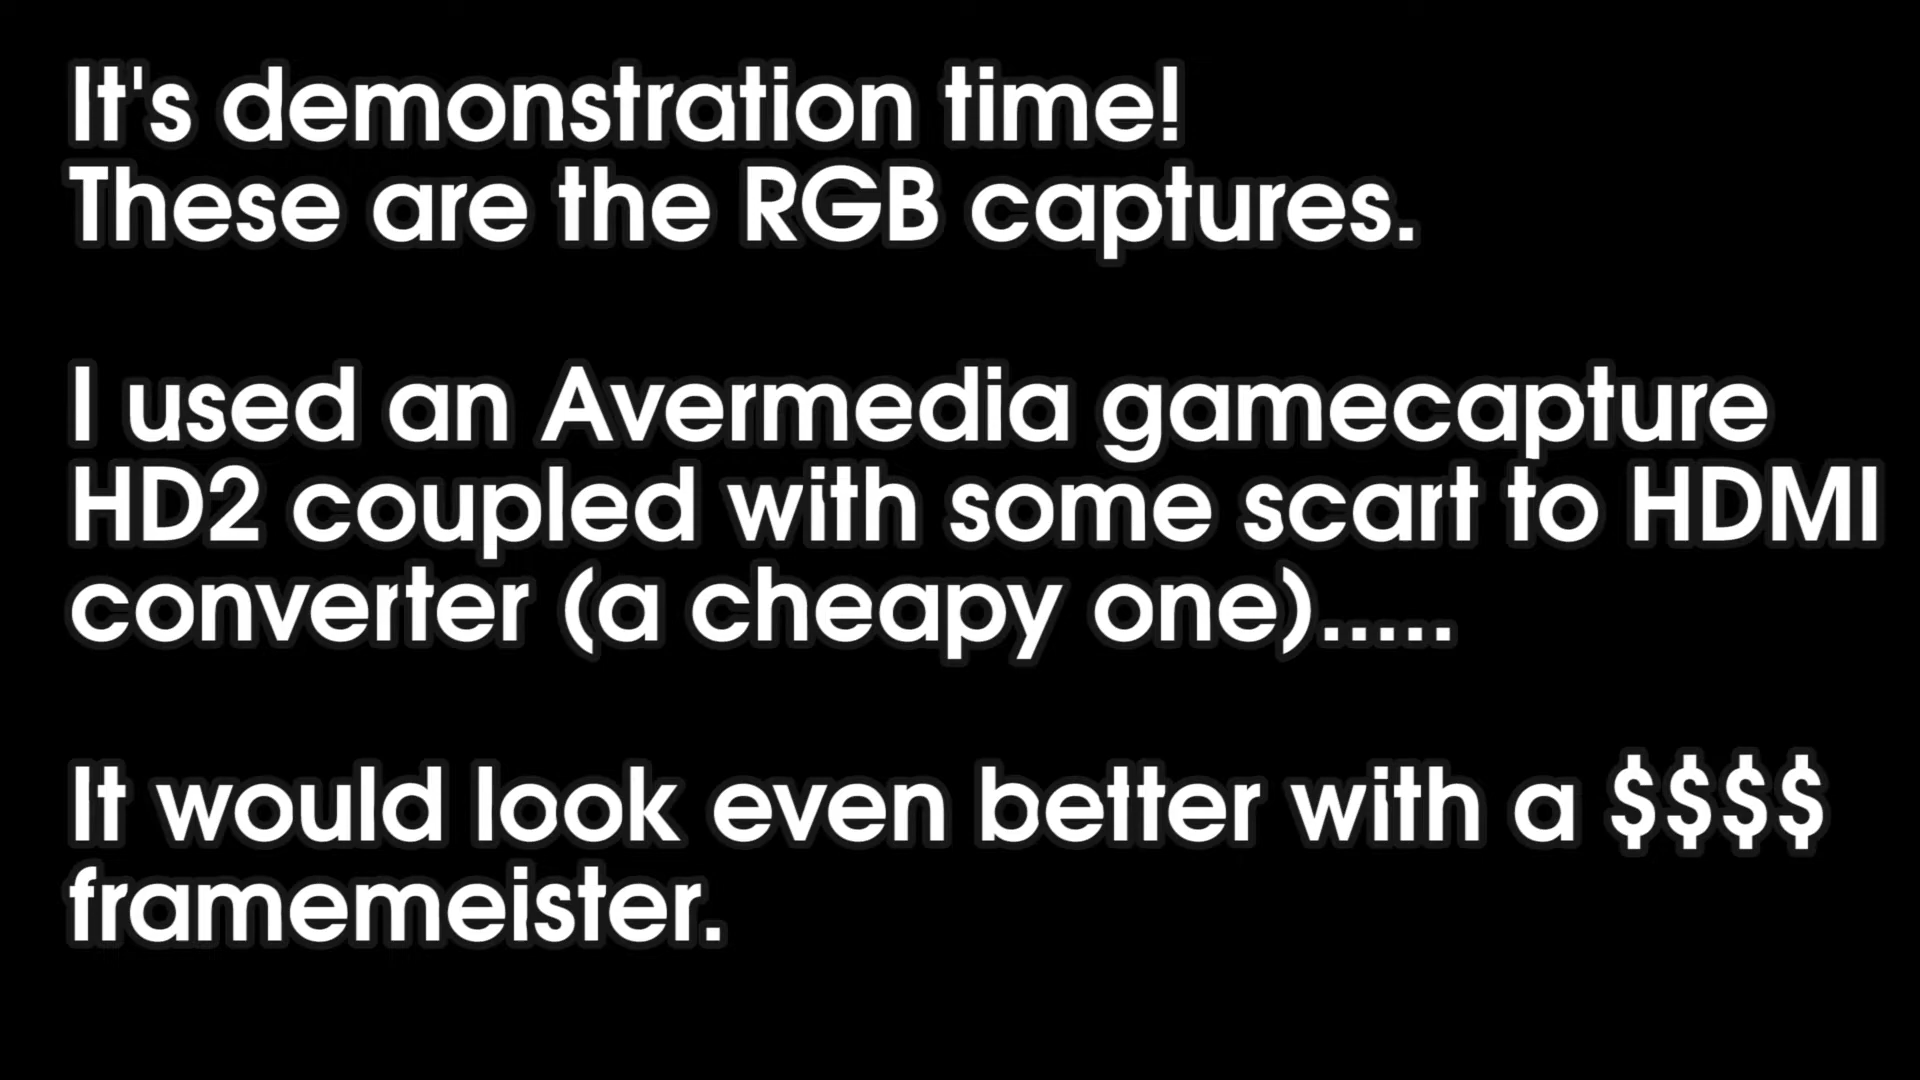 It's demonstration time!
These are the RGB captures.
I used an Avermedia gamecapture
HD2 coupled with some scart to HDMI
converter (a cheapy one).....
It would look even better with a $$$$
framemeister.